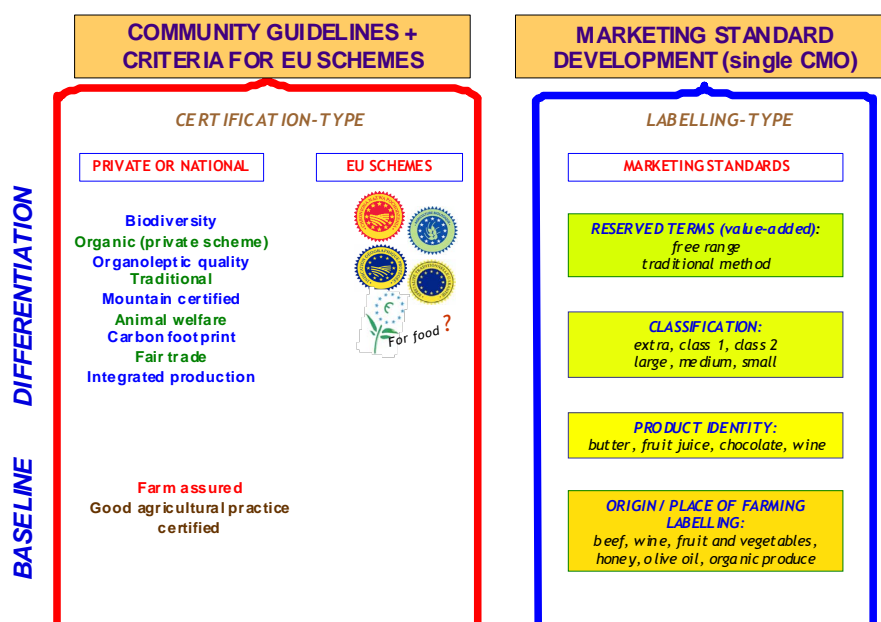 COMMUNITY GUIDELINES +
CRITERIA FOR EU SCHEMES
MARKETING STANDARD
DEVELOPMENT (single CMO)
CERTIFICATION-TYPE
LABELLING-TYPE
PRIVATE OR NATIONAL
EU SCHEMES
MARKETING STANDARDS
DIFFERENTIATION
BASELINE
Biodiversity
Organic (private scheme)
Organoleptic quality
Traditional
Mountain certified
Animal welfare
Carbon footprint
Fair trade
Integrated production
For food ?
Farm assured
Good agricultural practice
certified
RESERVED TERMS (value-added):
free range
traditional method
CLASSIFICATION:
extra, class 1, class 2
large, medium, small
PRODUCT IDENTITY:
butter, fruit juice, chocolate, wine
ORIGIN / PLACE OF FARMING
LABELLING:
beef, wine, fruit and vegetables,
honey, olive oil, organic produce